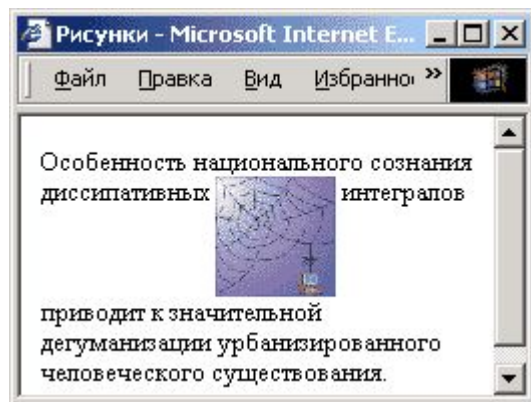 Рисунки - Microsoft Internet E...
Файл Правка Вид Избранно »
Особенность национального сознания
диссипативных интегралов
приводит к значительной
дегуманизации урбанизированного
человеческого существования.